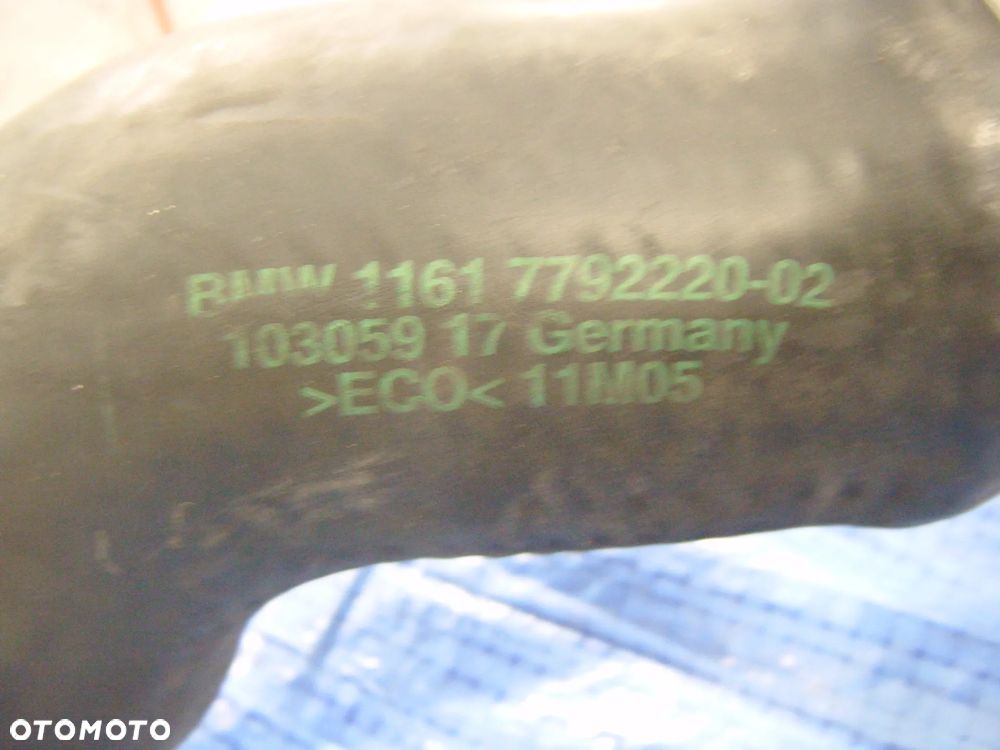 BMW 1161 7792220-02
103059 17 Germany
>ECO< 11M05
OTOMOTO